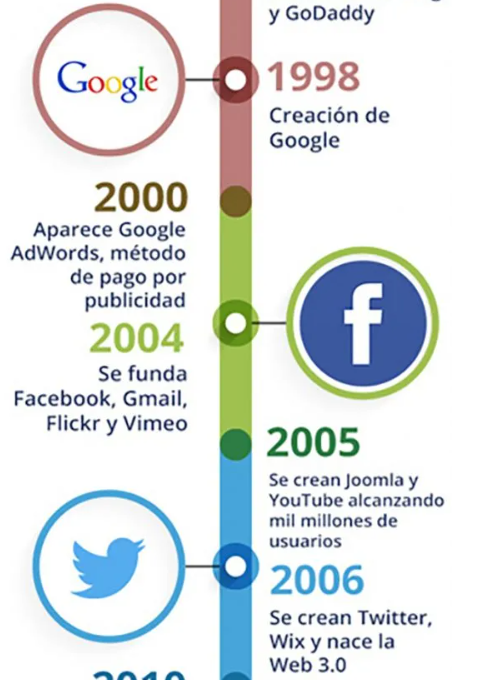 y GoDaddy
Google
1998
Creación de
Google
2000
Aparece Google
AdWords, método
de pago por
publicidad
f
2004
Se funda
Facebook, Gmail,
Flickr y Vimeo
2005
Se crean Joomla y
YouTube alcanzando
mil millones de
usuarios
2006
Se crean Twitter,
Wix y nace la
Web 3.0
2010